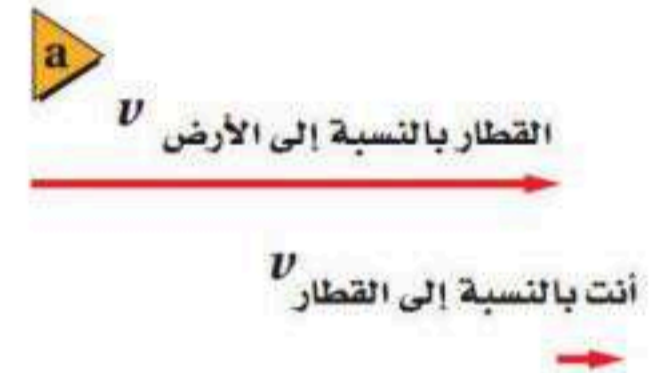 a
v القطار بالنسبة إلى الأرض
v أنت بالنسبة إلى القطار